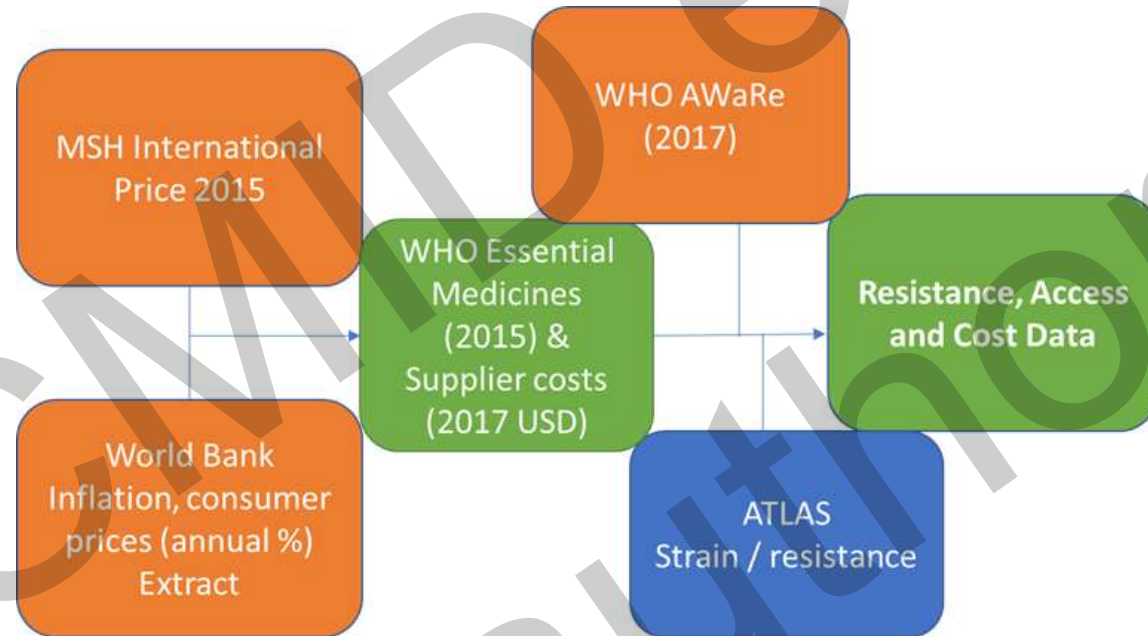 MSH International
Price 2015
WHO AWaRe
(2017)
WHO Essential
Medicines
(2015) &
Supplier costs
(2017 USD)
Resistance, Access
and Cost Data
World Bank
Inflation, consumer
prices (annual %)
Extract
ATLAS
Strain / resistance